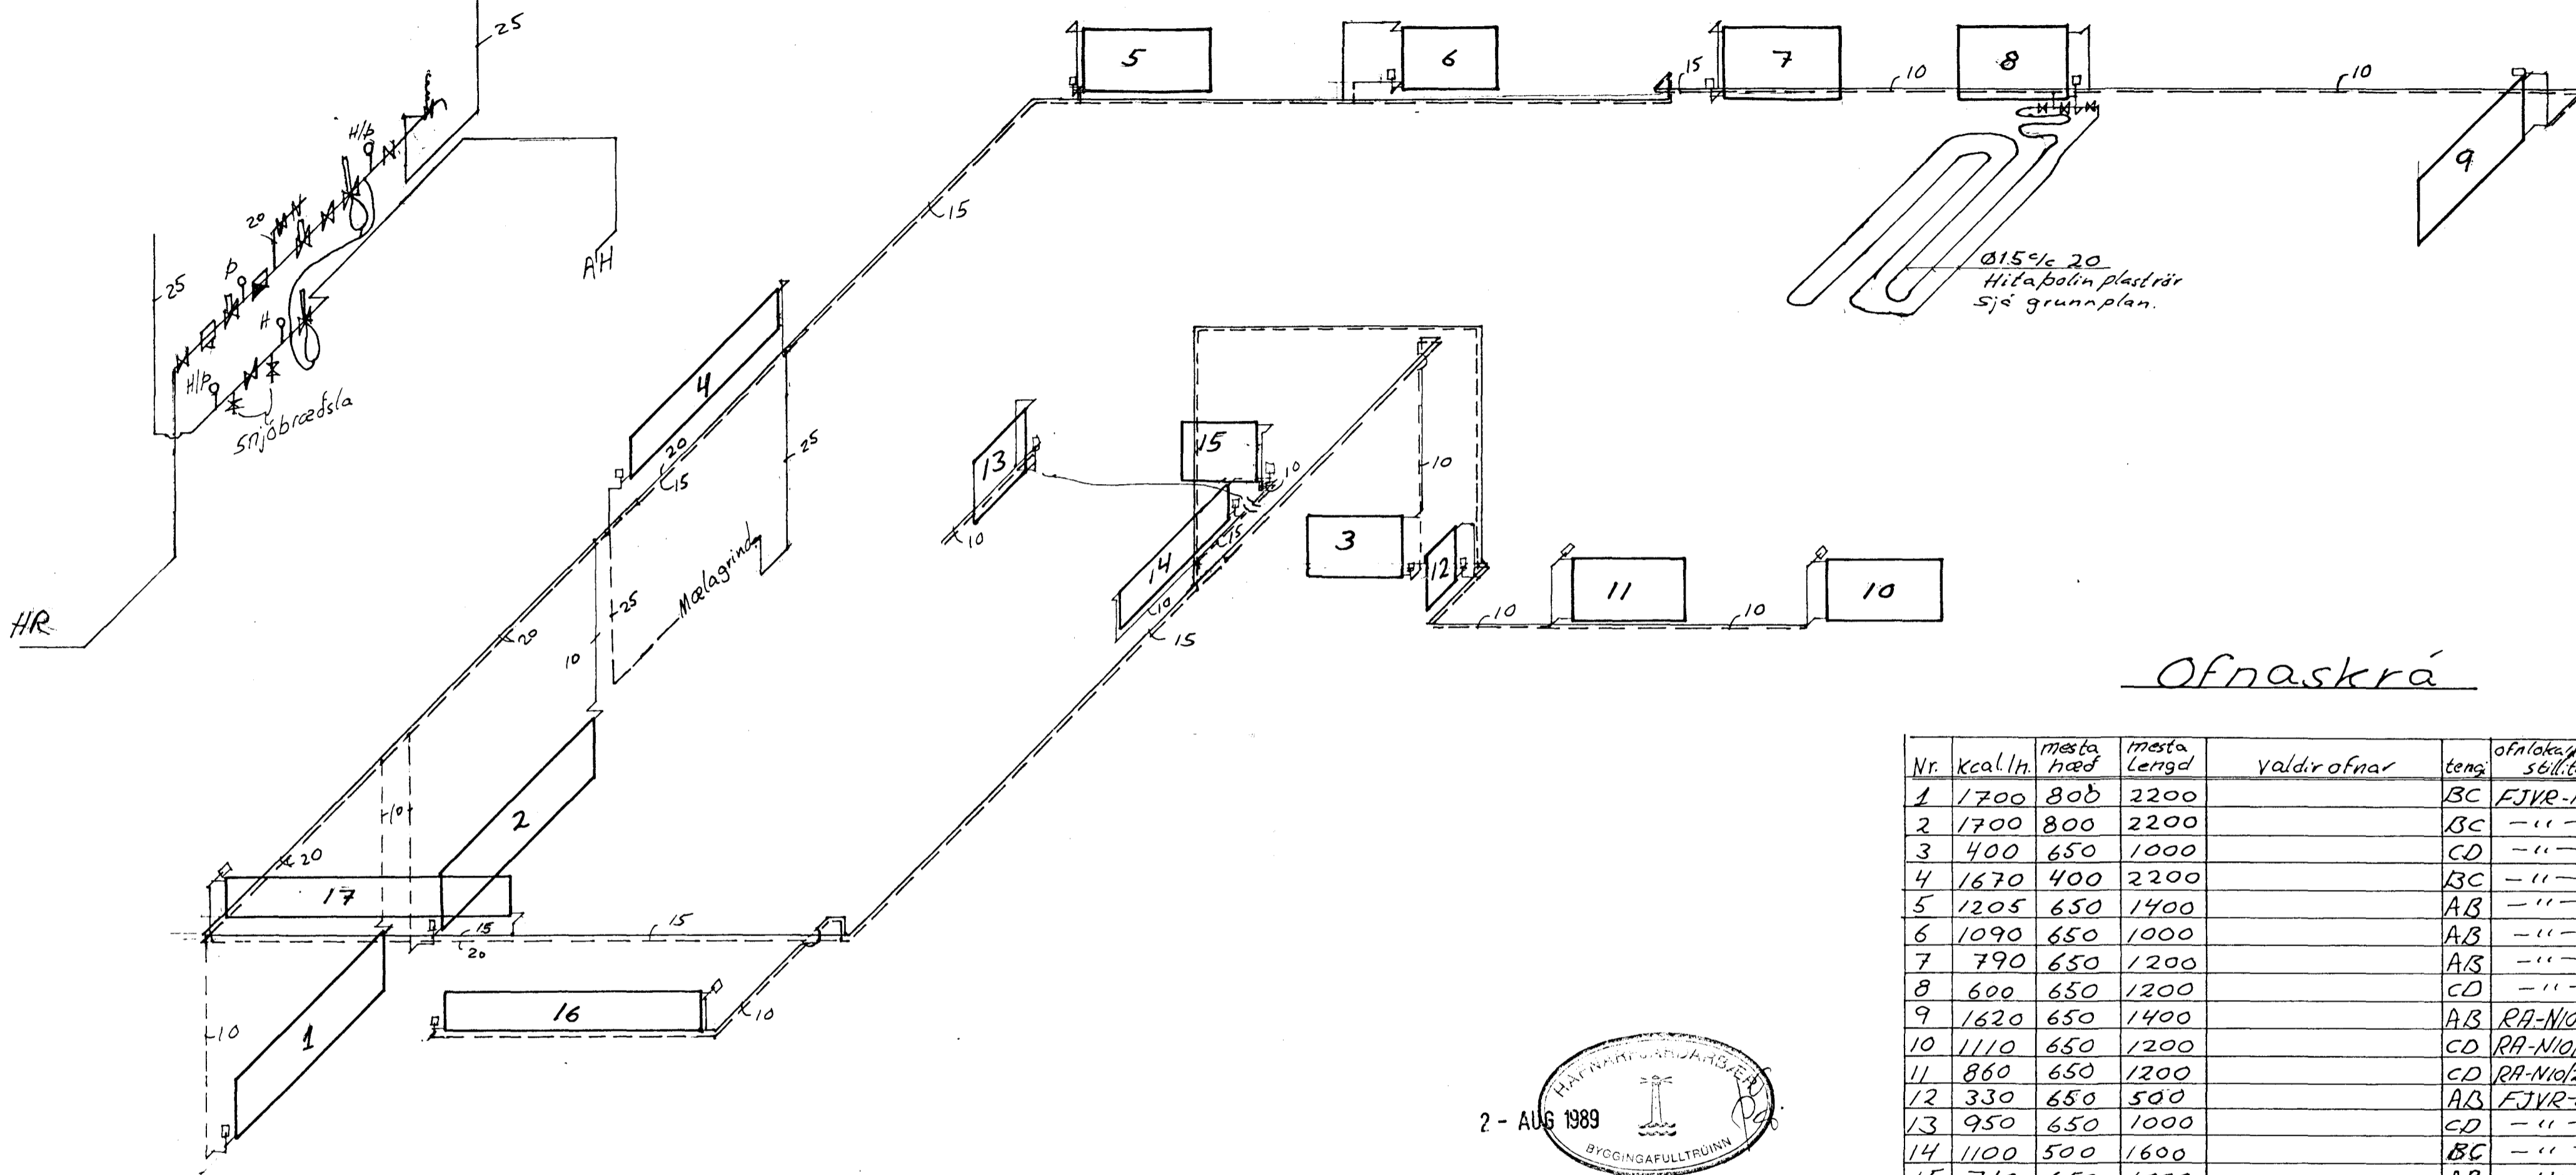 25
5
6
7
8
15
10
10
9
H/Þ
20
Þ
25
H
H/Þ
Snjóbræðsla
AH
HR
15
Ø15 c/c 20
Hitaþolin plaströr
Sjá grunnplan.
4
20
15
25
13
10
15
10
15
14
10
15
10
3
12
11
10
10
10
Mælagrind
25
20
10
10
2
20
17
15
20
15
10
1
16
10
Ofnaskrá
Nr. kcal./h. mesta hæð mesta Lengd Valdir ofnar tengi
1 1700 800 2200 BC
2 1700 800 2200 BC -"-
3 400 650 1000 CD -"-
4 1670 400 2200 BC -"-
5 1205 650 1400 AB -"-
6 1090 650 1000 AB -"-
7 790 650 1200 AB -"-
8 600 650 1200 CD -"-
9 1620 650 1400 AB
10 1110 650 1200 CD
11 860 650 1200 CD
12 330 650 500 AB
13 950 650 1000 CD -"-
14 1100 500 1600 BC -"-
2 - AUG 1989
HAFNARFJARÐARBÆR
BYGGINGAFULLTRÚINN